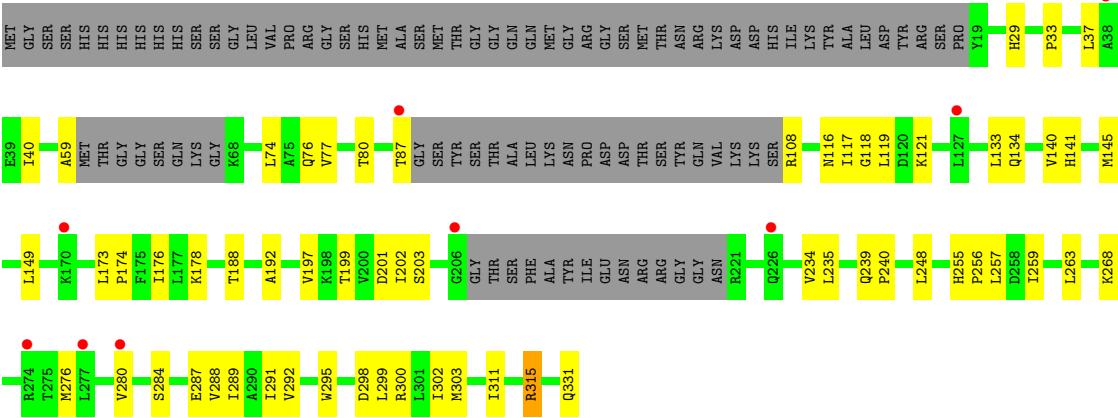 MET GLY SER SER HIS HIS HIS HIS HIS HIS SER SER GLY LEU VAL PRO ARG GLY SER HIS MET ALA SER MET THR GLY GLY GLN GLN MET GLY ARG GLY SER MET THR ASN ARG LYS ASP ASP HIS ILE LYS TYR ALA LEU ASP TYR ARG SER PRO Y19 H29 P33 L37 A38
E39 I40 A59 MET THR GLY GLY SER GLN LYS GLY K68 L74 A75 Q76 V77 T80 T87 GLY SER TYR SER THR ALA LEU LYS ASN PRO ASP ASP THR SER TYR GLN VAL LYS LYS SER R108 N116 I117 G118 L119 D120 K121 L127 L133 Q134 V140 H141 M145
L149 K170 L173 P174 F175 I176 L177 K178 T188 A192 V197 K198 T199 V200 D201 I202 S203 G206 GLY THR SER PHE ALA TYR ILE GLU ASN ARG ARG GLY GLY ASN R221 Q226 V234 L235 Q239 P240 L248 H255 P256 L257 D258 I259 L263 K268
R274 T275 M276 L277 V280 S284 E287 V288 I289 A290 I291 V292 W295 D298 L299 R300 L301 I302 M303 I311 R315 Q331